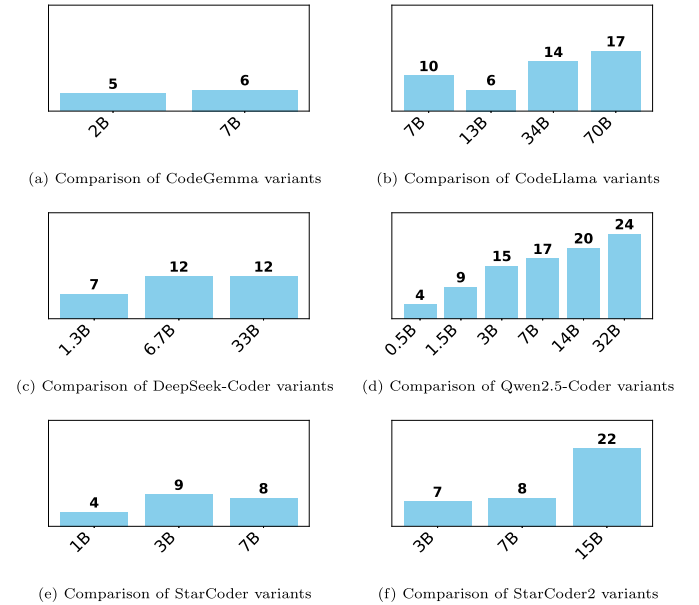 5
6
2B
7B
(a) Comparison of CodeGemma variants
10
6
14
17
7B
13B
34B
70B
(b) Comparison of CodeLlama variants
7
12
12
1.3B
6.7B
33B
(c) Comparison of DeepSeek-Coder variants
4
9
15
17
20
24
0.5B
1.5B
3B
7B
14B
32B
(d) Comparison of Qwen2.5-Coder variants
4
9
8
1B
3B
7B
(e) Comparison of StarCoder variants
7
8
22
3B
7B
15B
(f) Comparison of StarCoder2 variants